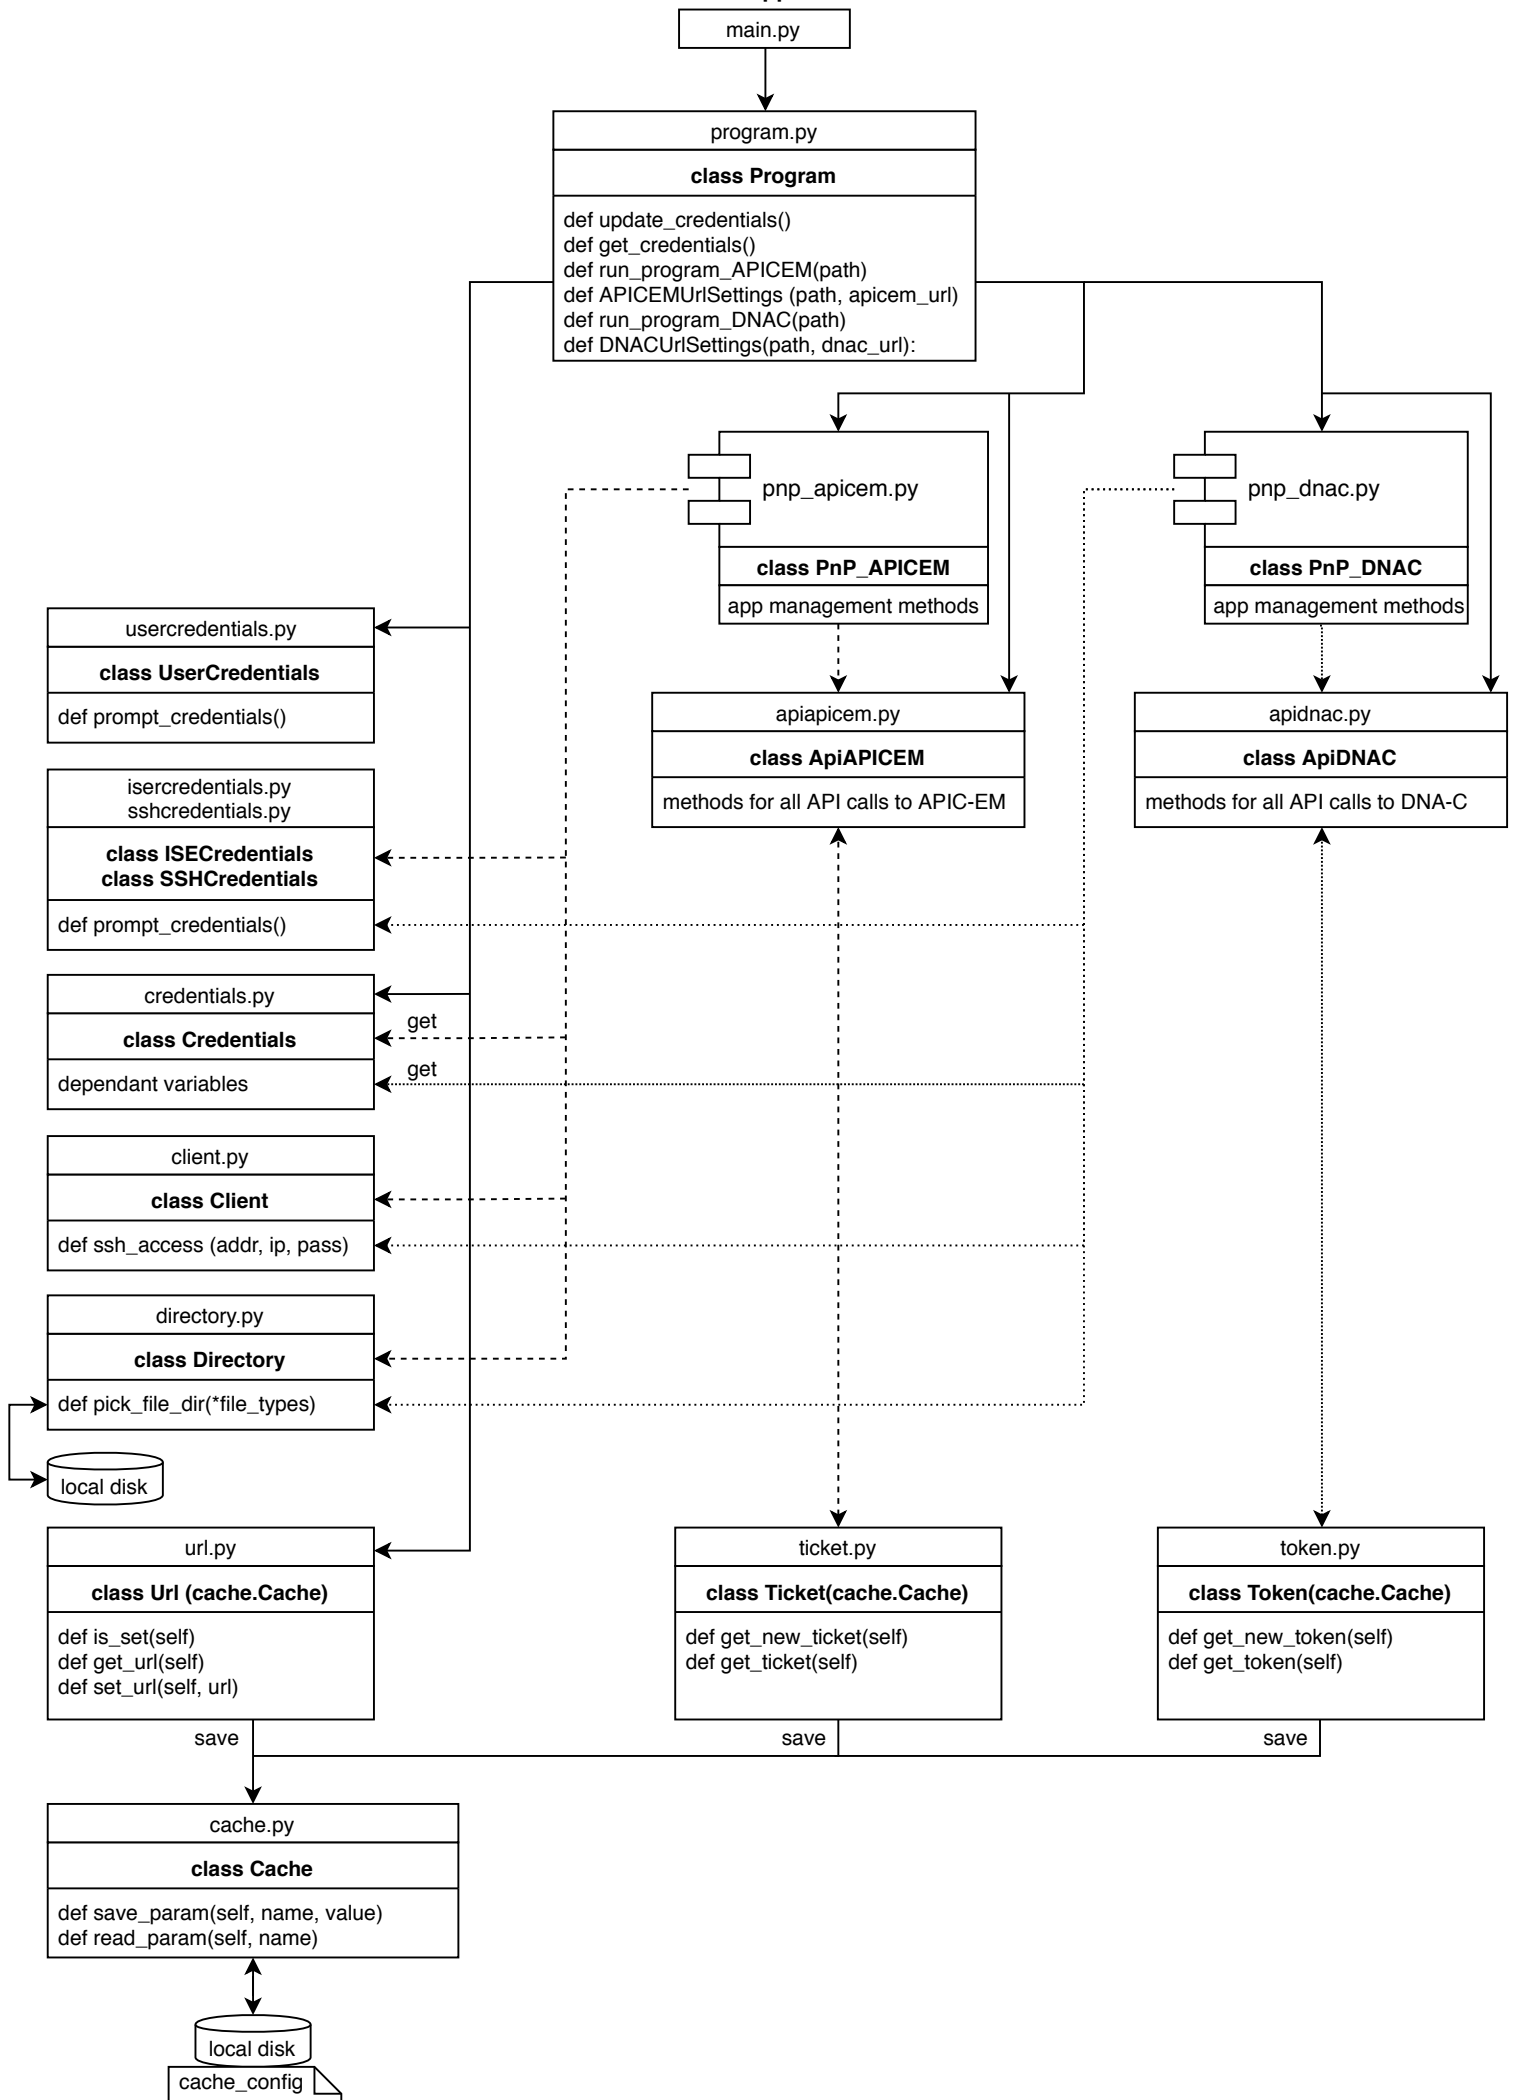 main.py
program.py
class Program
def update_credentials()
def get_credentials()
def run_program_APICEM(path)
def APICEMUrlSettings (path, apicem_url)
def run_program_DNAC(path)
def DNACUrlSettings(path, dnac_url):
pnp_apicem.py
class PnP_APICEM
app management methods
pnp_dnac.py
class PnP_DNAC
app management methods
usercredentials.py
class UserCredentials
def prompt_credentials()
apiapicem.py
class ApiAPICEM
methods for all API calls to APIC-EM
apidnac.py
class ApiDNAC
methods for all API calls to DNA-C
isercredentials.py
sshcredentials.py
class ISECredentials
class SSHCredentials
def prompt_credentials()
credentials.py
class Credentials
dependant variables
get
get
client.py
class Client
def ssh_access (addr, ip, pass)
directory.py
class Directory
def pick_file_dir(*file_types)
local disk
url.py
class Url (cache.Cache)
def is_set(self)
def get_url(self)
def set_url(self, url)
save
ticket.py
class Ticket(cache.Cache)
def get_new_ticket(self)
def get_ticket(self)
save
token.py
class Token(cache.Cache)
def get_new_token(self)
def get_token(self)
save
cache.py
class Cache
def save_param(self, name, value)
def read_param(self, name)
local disk
cache_config